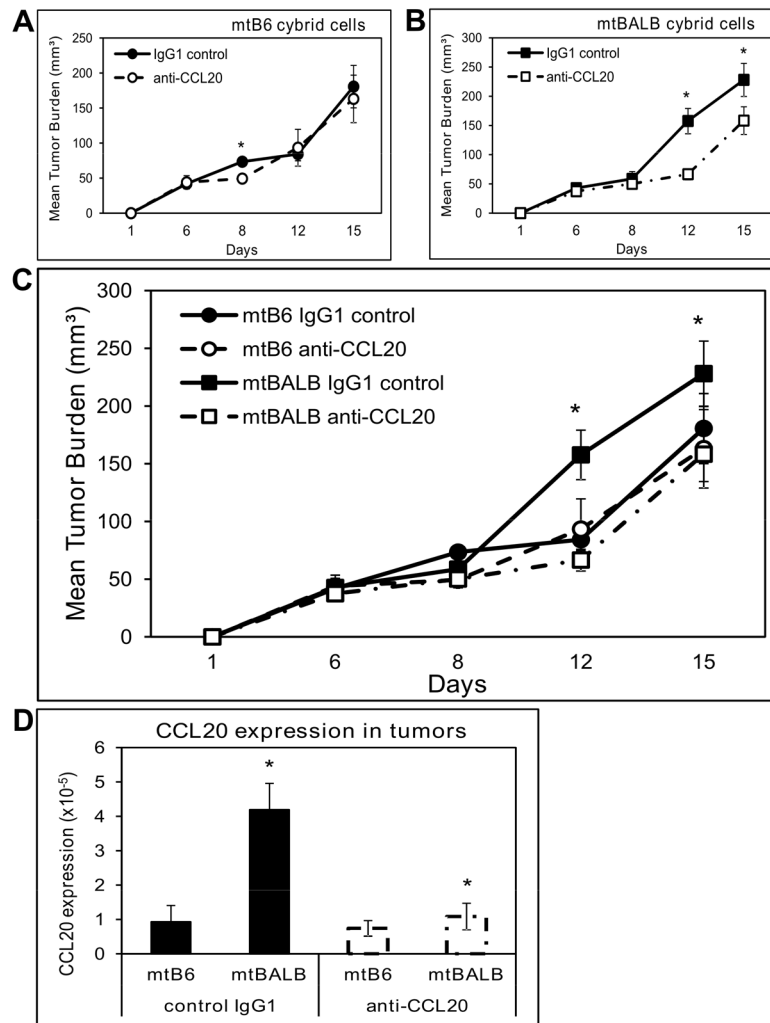 A
mtB6 cybrid cells
Mean Tumor Burden (mm³)
250
200
150
100
50
0
IgG1 control
anti-CCL20
*
1 6 8 12 15
Days
B
mtBALB cybrid cells
Mean Tumor Burden (mm³)
300
250
200
150
100
50
0
IgG1 control
anti-CCL20
*
*
1 6 8 12 15
Days
C
Mean Tumor Burden (mm³)
300
250
200
150
100
50
0
mtB6 IgG1 control
mtB6 anti-CCL20
mtBALB IgG1 control
mtBALB anti-CCL20
*
*
1 6 8 12 15
Days
D
CCL20 expression in tumors
CCL20 expression (x10⁻⁵)
6
5
4
3
2
1
0
*
*
mtB6 mtBALB mtB6 mtBALB
control IgG1 anti-CCL20